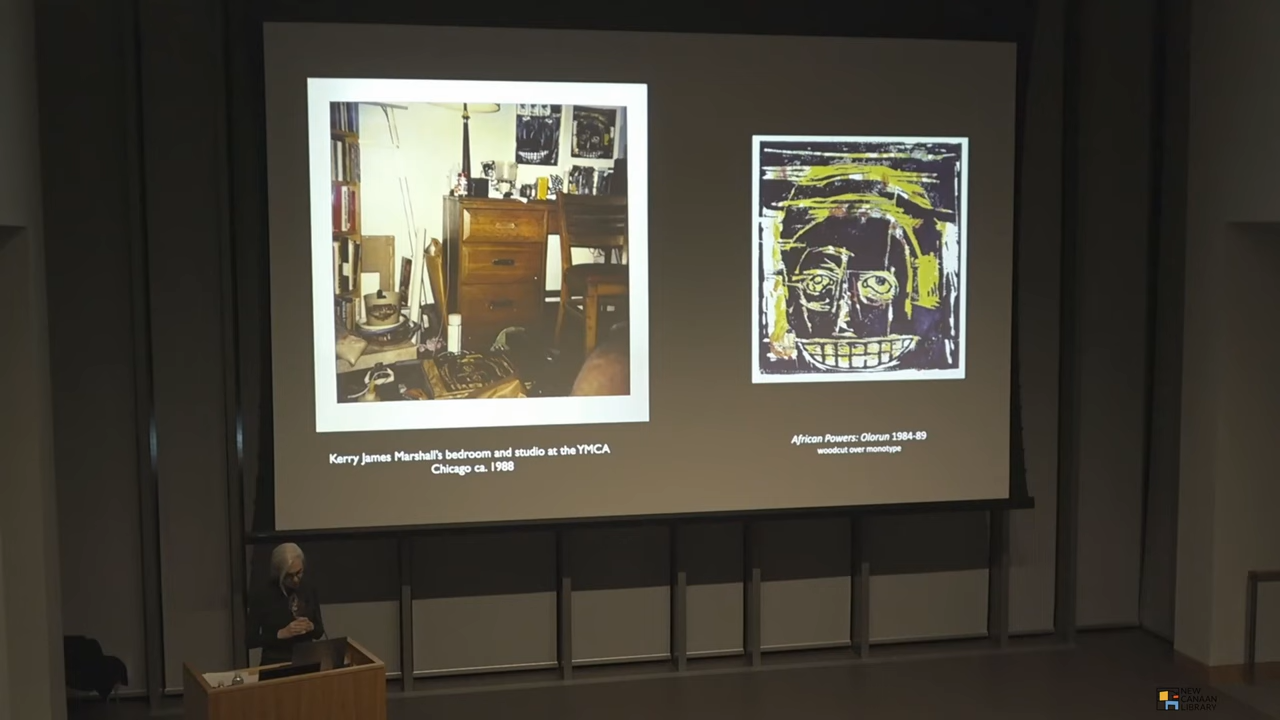 Kerry James Marshall's bedroom and studio at the YMCA
Chicago ca. 1988
African Powers: Olorun 1984-89
woodcut over monotype
NEW
CANAAN
LIBRARY